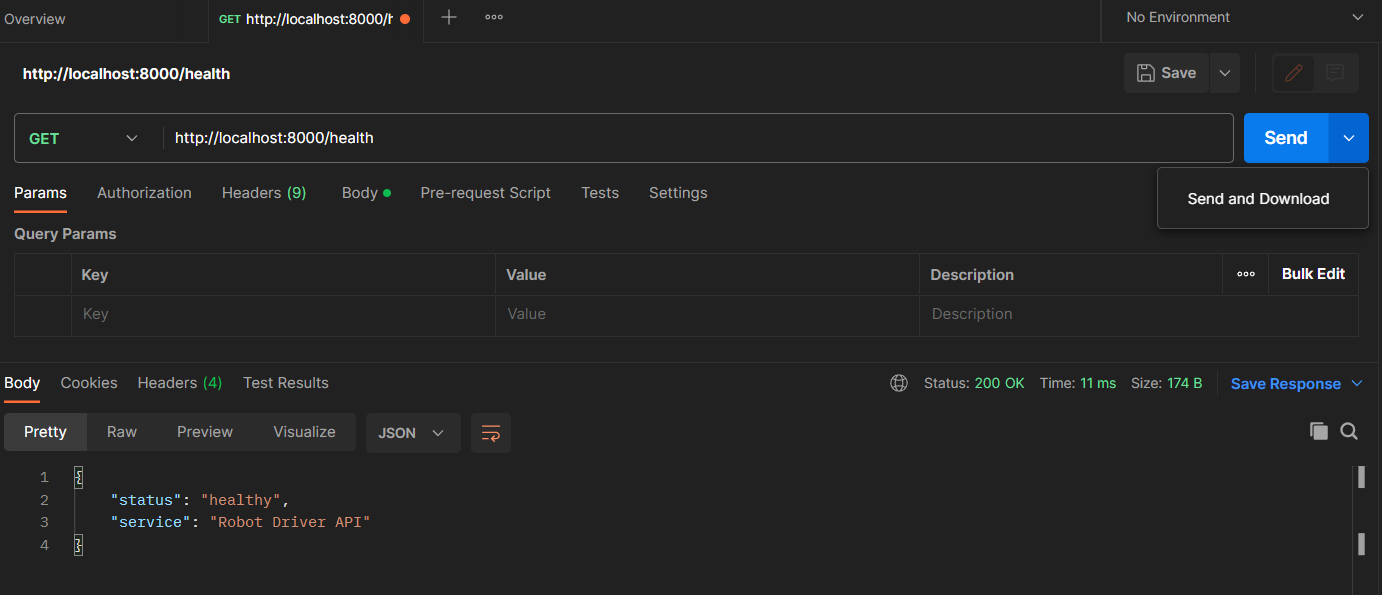 Overview
GET http://localhost:8000/h
No Environment
http://localhost:8000/health
Save
GET
http://localhost:8000/health
Send
Send and Download
Params Authorization Headers (9) Body Pre-request Script Tests Settings
Query Params
Key Value Description Bulk Edit
Key Value Description
Body Cookies Headers (4) Test Results
Status: 200 OK Time: 11 ms Size: 174 B Save Response
Pretty Raw Preview Visualize JSON
1 {
2 "status": "healthy",
3 "service": "Robot Driver API"
4 }